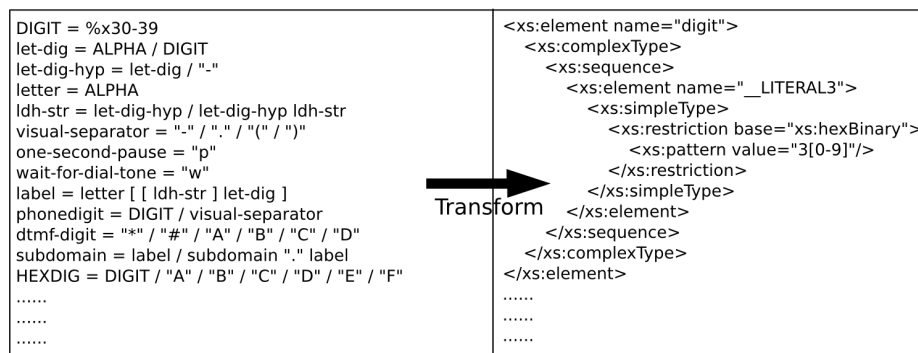 DIGIT = %x30-39
let-dig = ALPHA / DIGIT
let-dig-hyp = let-dig / "-"
letter = ALPHA
ldh-str = let-dig-hyp / let-dig-hyp ldh-str
visual-separator = "-" / "." / "(" / ")"
one-second-pause = "p"
wait-for-dial-tone = "w"
label = letter [ [ ldh-str ] let-dig ]
phonedigit = DIGIT / visual-separator
dtmf-digit = "*" / "#" / "A" / "B" / "C" / "D"
subdomain = label / subdomain "." label
HEXDIG = DIGIT / "A" / "B" / "C" / "D" / "E" / "F"
......
......
......
Transform
<xs:element name="digit">
<xs:complexType>
<xs:sequence>
<xs:element name="__LITERAL3">
<xs:simpleType>
<xs:restriction base="xs:hexBinary">
<xs:pattern value="3[0-9]"/>
</xs:restriction>
</xs:simpleType>
</xs:element>
</xs:sequence>
</xs:complexType>
</xs:element>
......
......
......